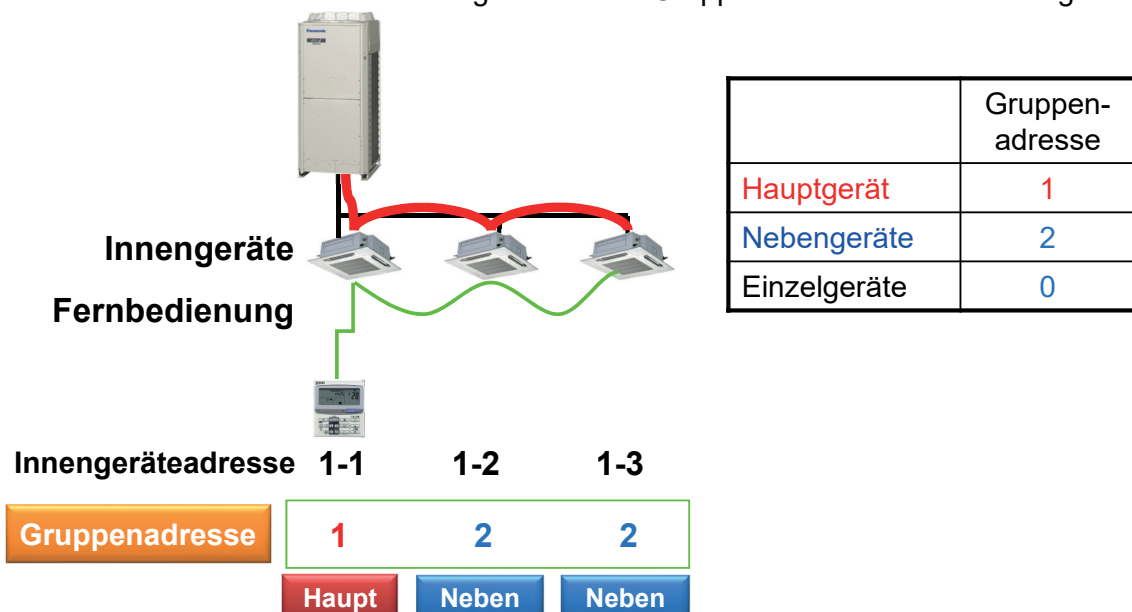 Panasonic
Gruppen-
adresse
Hauptgerät 1
Nebengeräte 2
Einzelgeräte 0
Innengeräte
Fernbedienung
Innengeräteadresse 1-1 1-2 1-3
Gruppenadresse 1 2 2
Haupt Neben Neben